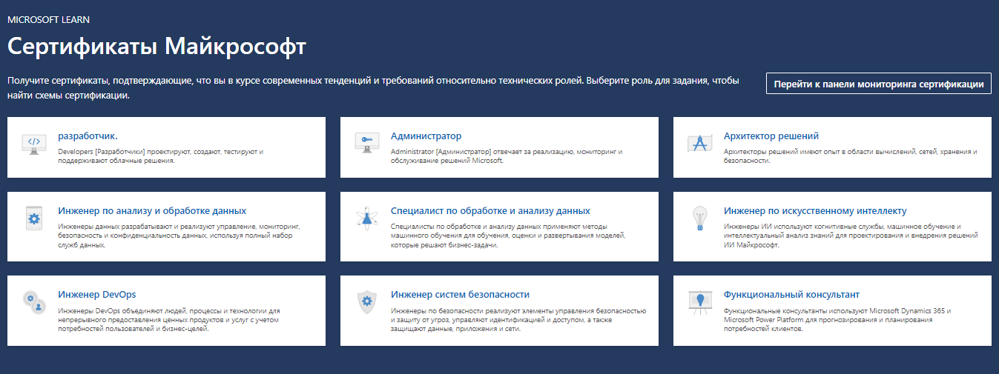 MICROSOFT LEARN
Сертификаты Майкрософт
Получите сертификаты, подтверждающие, что вы в курсе современных тенденций и требований относительно технических ролей. Выберите роль для задания, чтобы
найти схемы сертификации.
Перейти к панели мониторинга сертификации
разработчик.
Developers [Разработчики] проектируют, создают, тестируют и
поддерживают облачные решения.
Администратор
Administrator [Администратор] отвечает за реализацию, мониторинг и
обслуживание решений Microsoft.
Архитектор решений
Архитекторы решений имеют опыт в области вычислений, сетей, хранения и
безопасности.
Инженер по анализу и обработке данных
Инженеры данных разрабатывают и реализуют управление, мониторинг,
безопасность и конфиденциальность данных, используя полный набор
служб данных.
Специалист по обработке и анализу данных
Специалисты по обработке и анализу данных применяют методы
машинного обучения для обучения, оценки и развертывания моделей,
которые решают бизнес-задачи.
Инженер по искусственному интеллекту
Инженеры ИИ используют когнитивные службы, машинное обучение и
интеллектуальный анализ знаний для проектирования и внедрения решений
ИИ Майкрософт.
Инженер DevOps
Инженеры DevOps объединяют людей, процессы и технологии для
непрерывного предоставления ценных продуктов и услуг с учетом
потребностей пользователей и бизнес-целей.
Инженер систем безопасности
Инженеры по безопасности реализуют элементы управления безопасностью
и защиту от угроз, управляют идентификацией и доступом, а также
защищают данные, приложения и сети.
Функциональный консультант
Функциональные консультанты используют Microsoft Dynamics 365 и
Microsoft Power Platform для прогнозирования и планирования
потребностей клиентов.